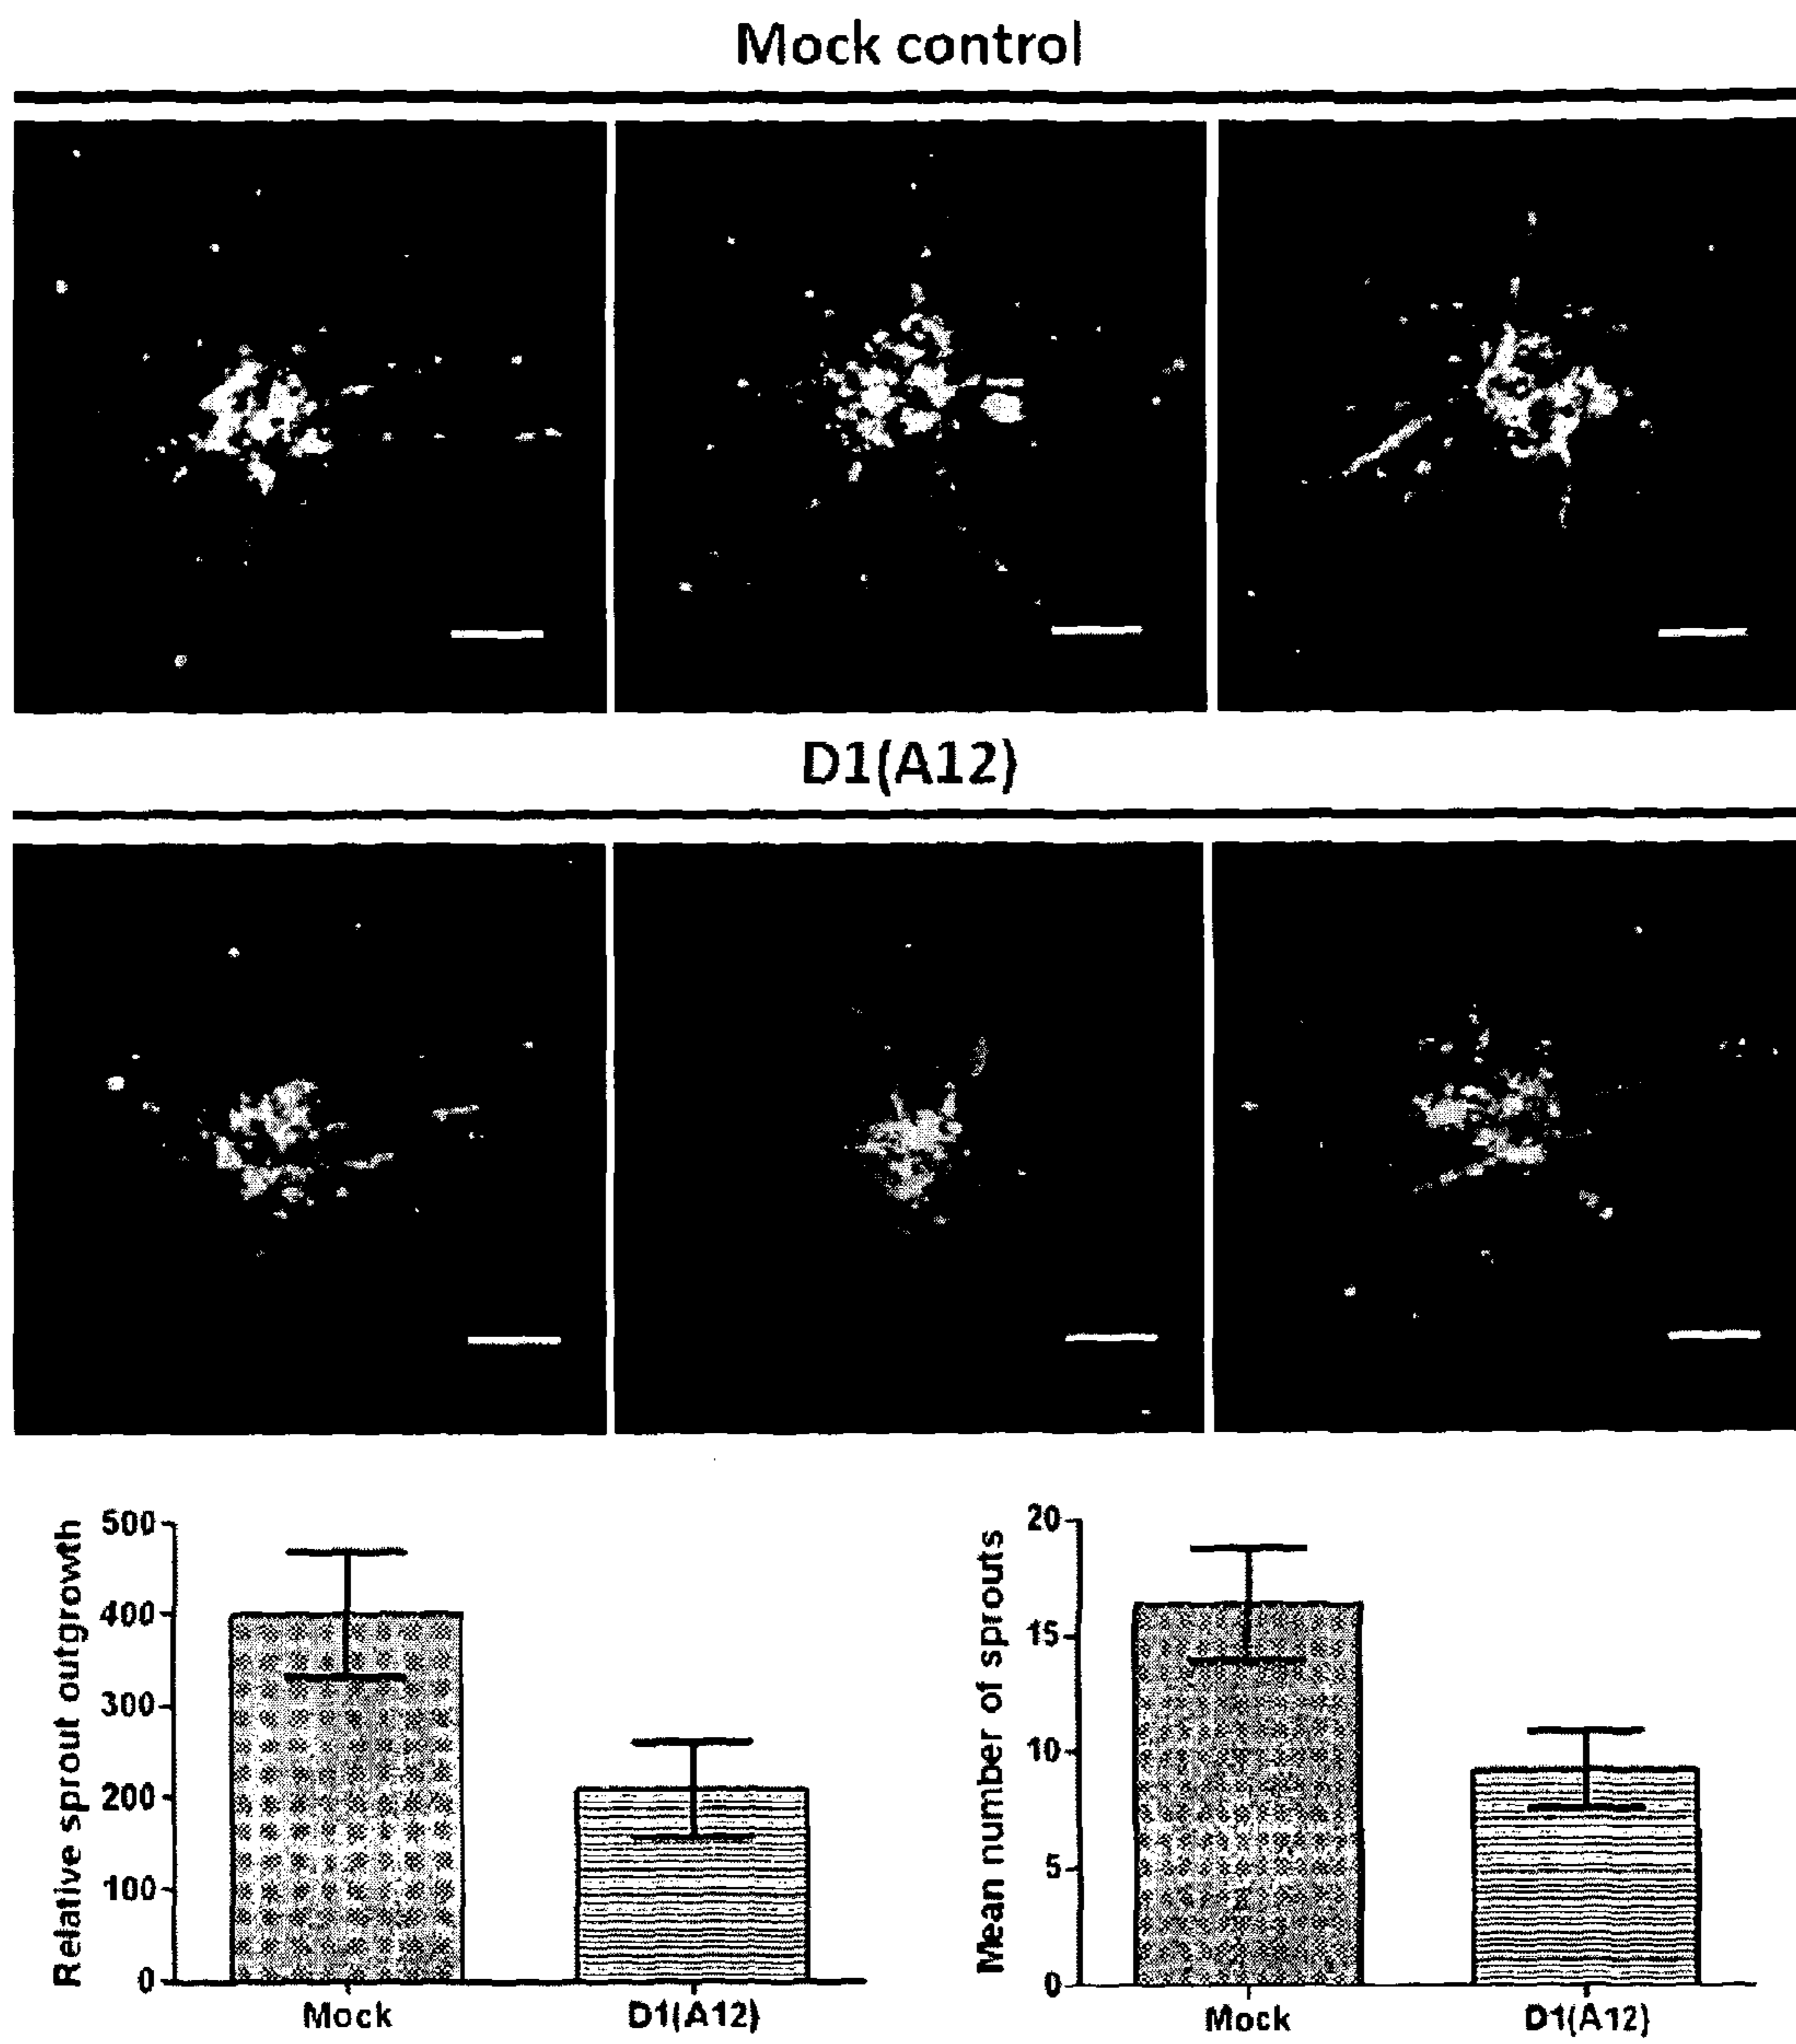 Mock control
D1(A12)
Relative sprout outgrowth
500
400
300
200
100
0
Mock
D1(A12)
Mean number of sprouts
20
15
10
5
0
Mock
D1(A12)